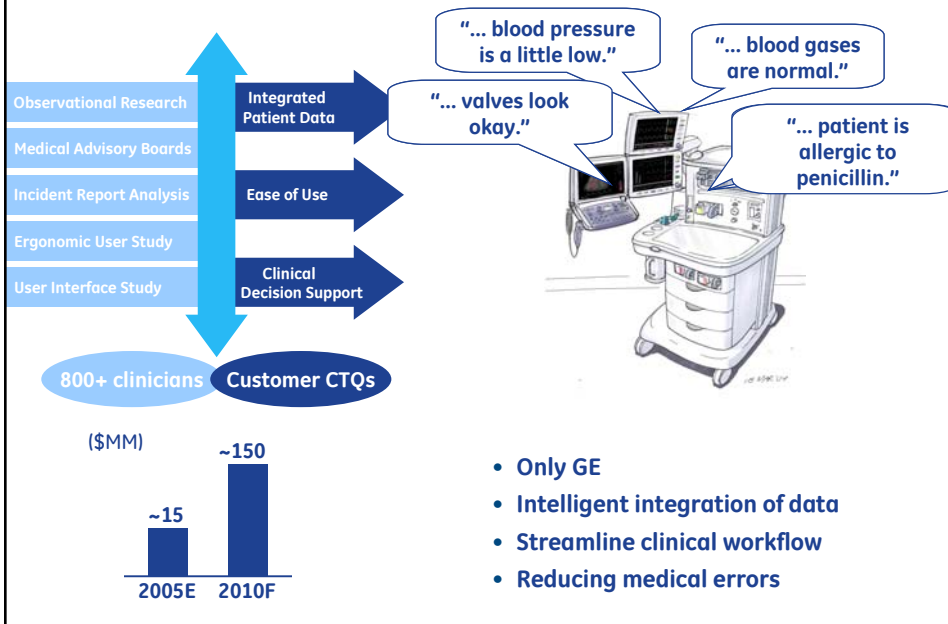 "... blood pressure
is a little low."
"... blood gases
are normal."
"... valves look
okay."
"... patient is
allergic to
penicillin."
Observational Research
Medical Advisory Boards
Incident Report Analysis
Ergonomic User Study
User Interface Study
Integrated
Patient Data
Ease of Use
Clinical
Decision Support
800+ clinicians
Customer CTQs
($MM)
~15
~150
2005E
2010F
• Only GE
• Intelligent integration of data
• Streamline clinical workflow
• Reducing medical errors